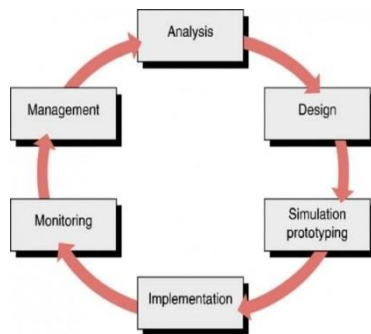 Analysis
Design
Simulation
prototyping
Implementation
Monitoring
Management